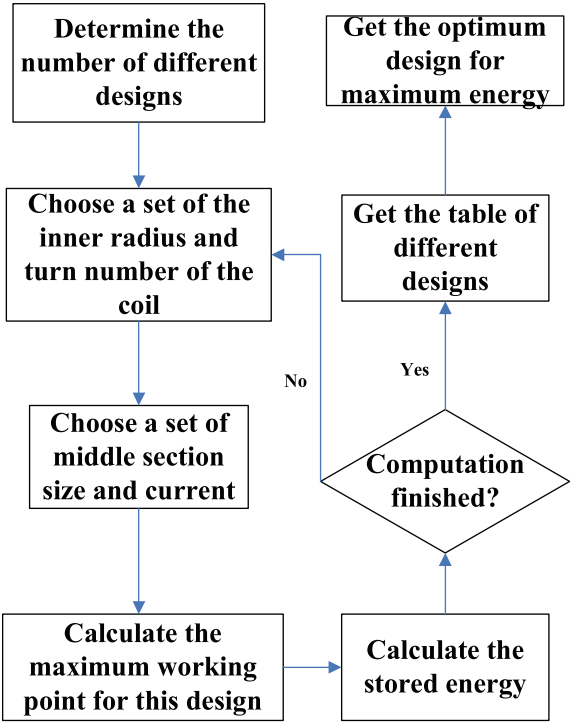 Determine the
number of different
designs
Choose a set of the
inner radius and
turn number of the
coil
Choose a set of
middle section
size and current
Calculate the
maximum working
point for this design
Calculate the
stored energy
Computation
finished?
No
Yes
Get the table of
different
designs
Get the optimum
design for
maximum energy